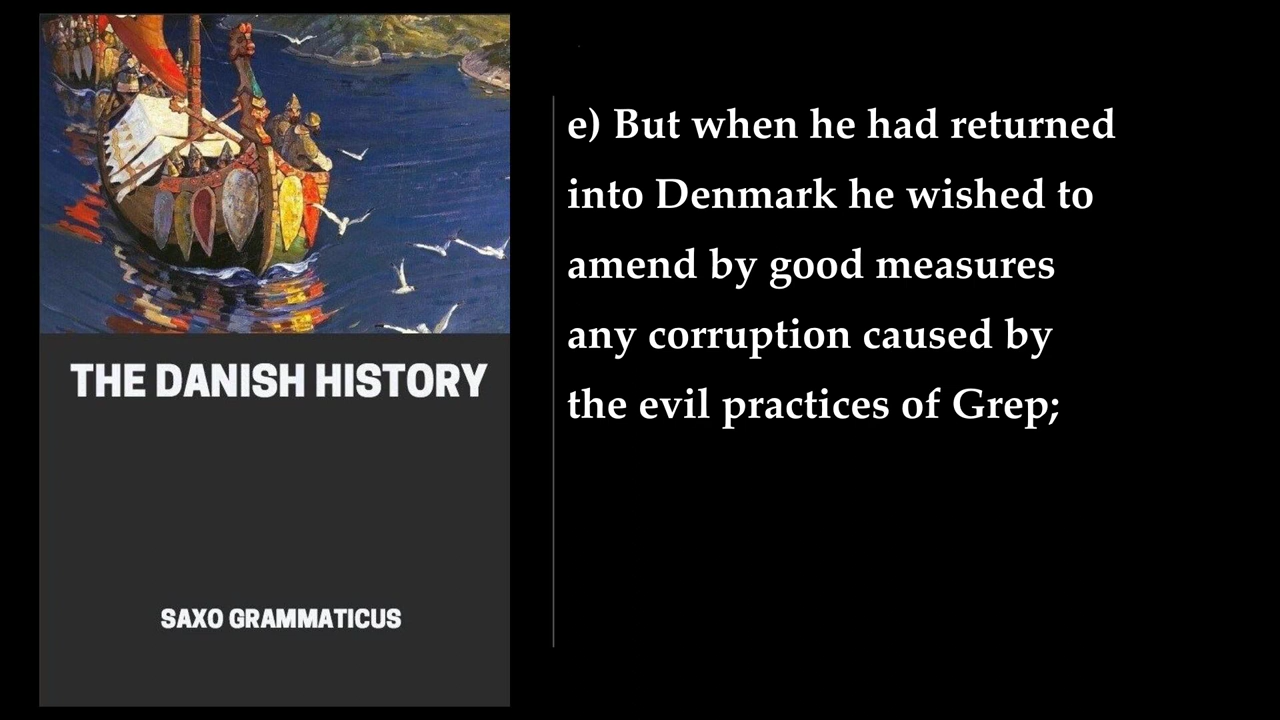 THE DANISH HISTORY
SAXO GRAMMATICUS
e) But when he had returned
into Denmark he wished to
amend by good measures
any corruption caused by
the evil practices of Grep;